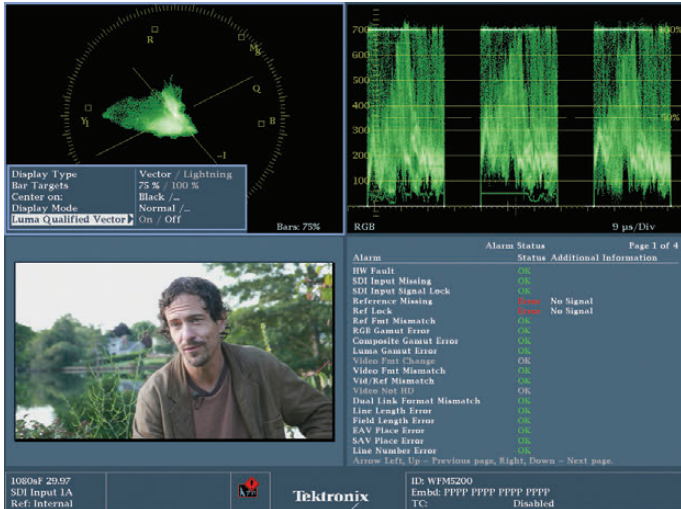 R
Mg
Q
B
Yl
-I
Display Type Vector / Lightning
Bar Targets 75 % / 100 %
Center on: Black /...
Display Mode Normal /...
Luma Qualified Vector On / Off
Bars: 75%
700
600
500
400
300
200
100
100%
50%
RGB
9 µs/Div
Alarm Status Page 1 of 4
Alarm Status Additional Information
HW Fault OK
SDI Input Missing OK
SDI Input Signal Lock OK
Reference Missing Error No Signal
Ref Lock Error No Signal
Ref Fmt Mismatch OK
RGB Gamut Error OK
Composite Gamut Error OK
Luma Gamut Error OK
Video Fmt Change OK
Video Fmt Mismatch OK
Vid/Ref Mismatch OK
Video Not HD OK
Dual Link Format Mismatch OK
Line Length Error OK
Field Length Error OK
EAV Place Error OK
SAV Place Error OK
Line Number Error OK
Arrow Left, Up – Previous page, Right, Down – Next page.
1080sF 29.97
SDI Input 1A
Ref: Internal
Tektronix
ID: WFM5200
Embd: PPPP PPPP PPPP PPPP
TC: Disabled